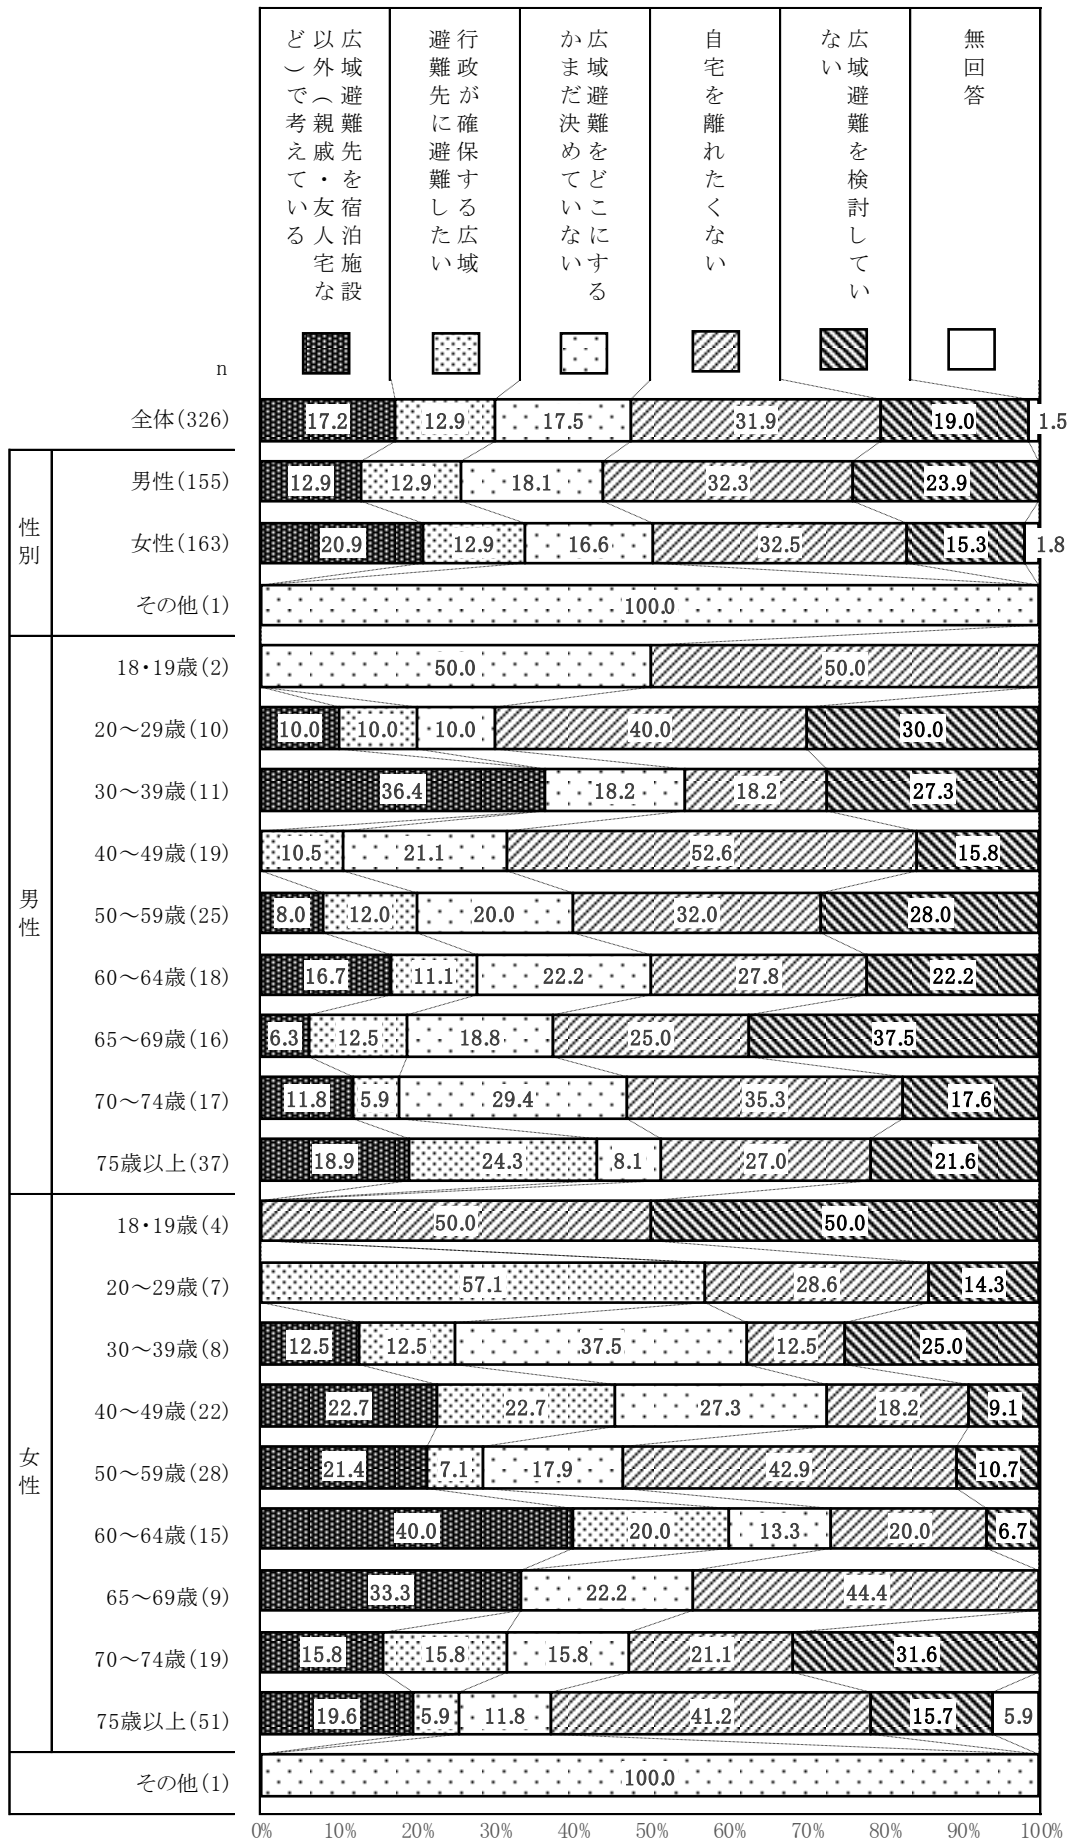 広域避難先を宿泊施設
以外（親戚・友人宅な
ど）で考えている
行政が確保する広域
避難先に避難したい
広域避難をどこにする
かまだ決めていない
自宅を離れたくない
広域避難を検討してい
ない
無回答
n
全体(326) 17.2 12.9 17.5 31.9 19.0 1.5
性別
男性(155) 12.9 12.9 18.1 32.3 23.9
女性(163) 20.9 12.9 16.6 32.5 15.3 1.8
その他(1) 100.0
男性
18・19歳(2) 50.0 50.0
20～29歳(10) 10.0 10.0 10.0 40.0 30.0
30～39歳(11) 36.4 18.2 18.2 27.3
40～49歳(19) 10.5 21.1 52.6 15.8
50～59歳(25) 8.0 12.0 20.0 32.0 28.0
60～64歳(18) 16.7 11.1 22.2 27.8 22.2
65～69歳(16) 6.3 12.5 18.8 25.0 37.5
70～74歳(17) 11.8 5.9 29.4 35.3 17.6
75歳以上(37) 18.9 24.3 8.1 27.0 21.6
女性
18・19歳(4) 50.0 50.0
20～29歳(7) 57.1 28.6 14.3
30～39歳(8) 12.5 12.5 37.5 12.5 25.0
40～49歳(22) 22.7 22.7 27.3 18.2 9.1
50～59歳(28) 21.4 7.1 17.9 42.9 10.7
60～64歳(15) 40.0 20.0 13.3 20.0 6.7
65～69歳(9) 33.3 22.2 44.4
70～74歳(19) 15.8 15.8 15.8 21.1 31.6
75歳以上(51) 19.6 5.9 11.8 41.2 15.7 5.9
その他(1) 100.0
0% 10% 20% 30% 40% 50% 60% 70% 80% 90% 100%